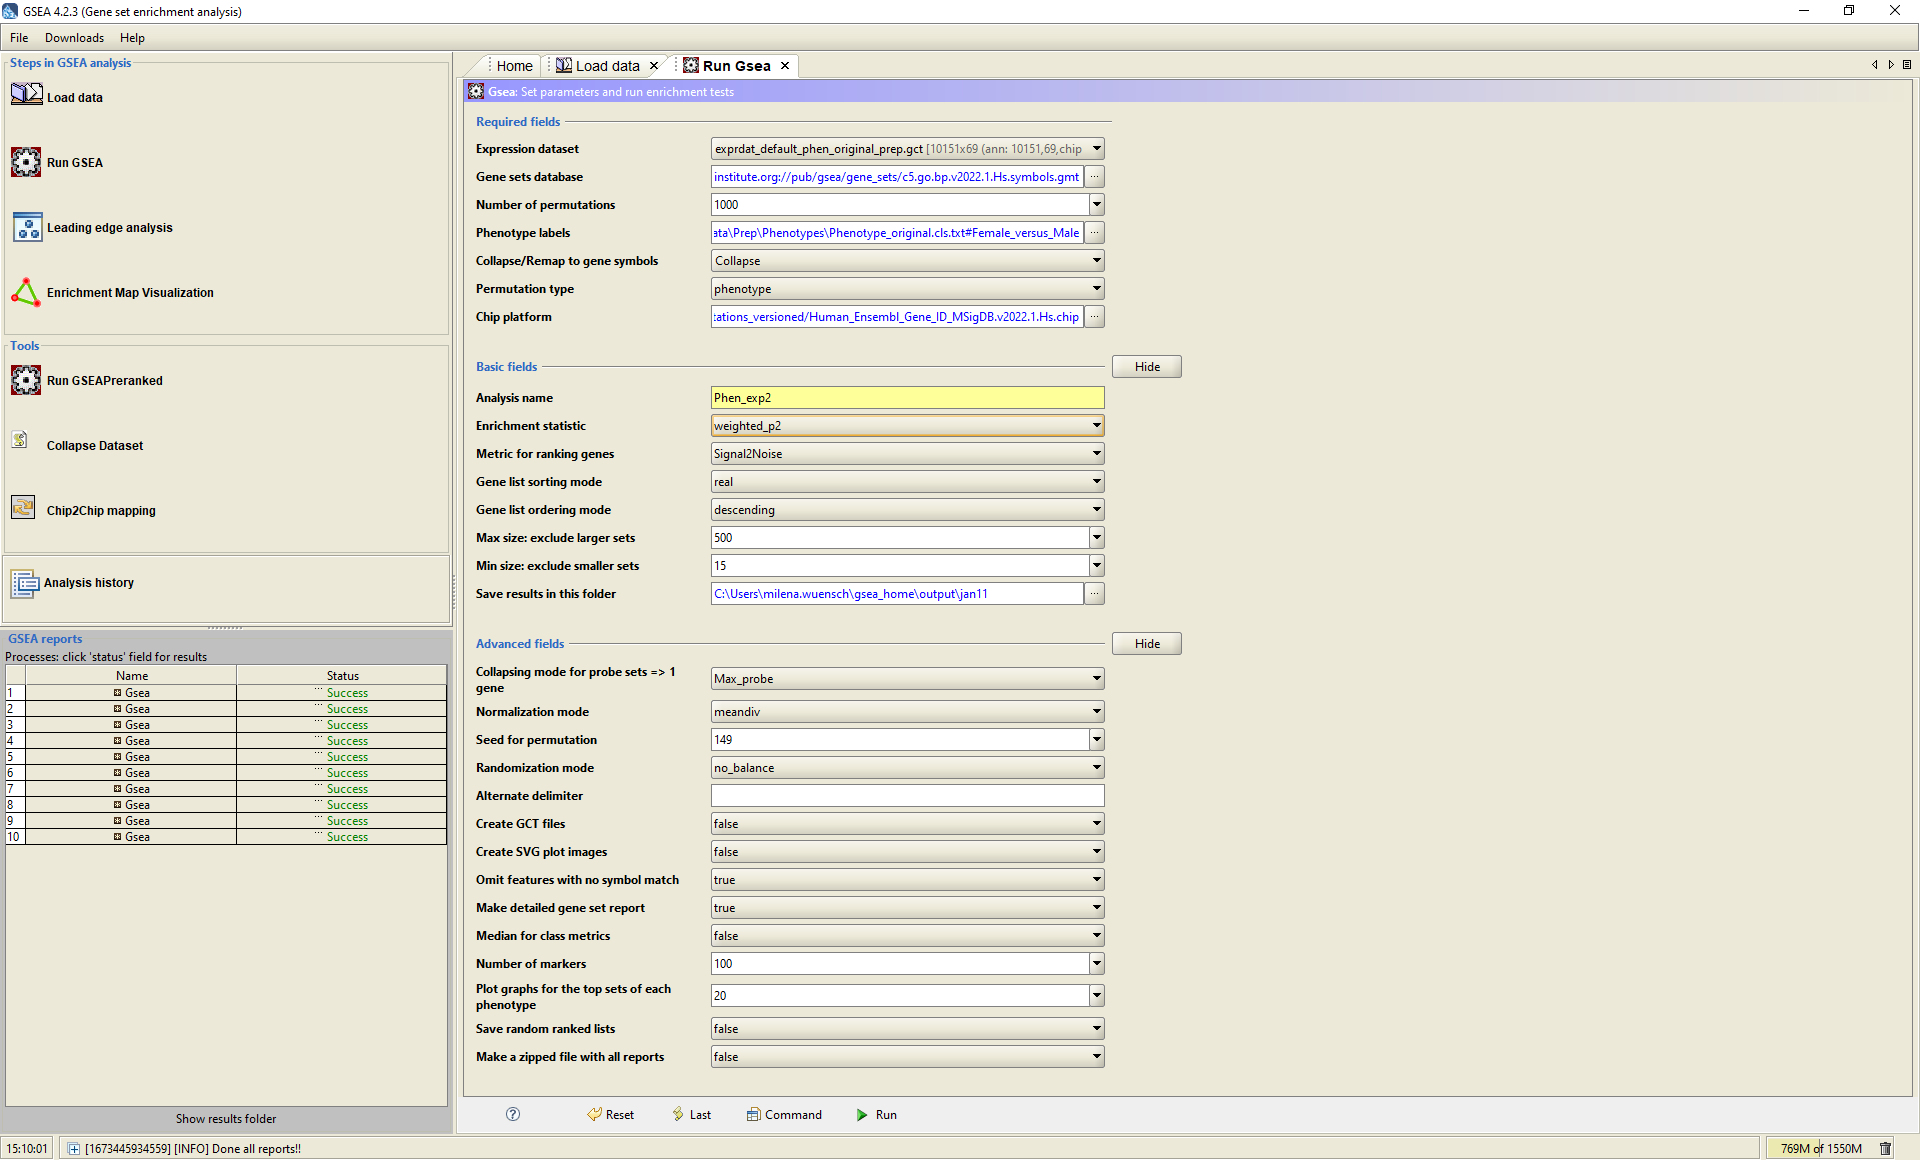 GSEA 4.2.3 (Gene set enrichment analysis)
File Downloads Help
Steps in GSEA analysis
Load data
Run GSEA
Leading edge analysis
Enrichment Map Visualization
Tools
Run GSEAPreranked
Collapse Dataset
Chip2Chip mapping
Analysis history
GSEA reports
Processes: click 'status' field for results
Name Status
1 Gsea ... Success
2 Gsea ... Success
3 Gsea ... Success
4 Gsea ... Success
5 Gsea ... Success
6 Gsea ... Success
7 Gsea ... Success
8 Gsea ... Success
9 Gsea ... Success
10 Gsea ... Success
Show results folder
Home Load data Run Gsea
Gsea: Set parameters and run enrichment tests
Required fields
Expression dataset exprdat_default_phen_original_prep.gct [10151x69 (ann: 10151,69,chip
Gene sets database institute.org://pub/gsea/gene_sets/c5.go.bp.v2022.1.Hs.symbols.gmt ...
Number of permutations 1000
Phenotype labels ata\Prep\Phenotypes\Phenotype_original.cls.txt#Female_versus_Male ...
Collapse/Remap to gene symbols Collapse
Permutation type phenotype
Chip platform tations_versioned/Human_Ensembl_Gene_ID_MSigDB.v2022.1.Hs.chip ...
Basic fields Hide
Analysis name Phen_exp2
Enrichment statistic weighted_p2
Metric for ranking genes Signal2Noise
Gene list sorting mode real
Gene list ordering mode descending
Max size: exclude larger sets 500
Min size: exclude smaller sets 15
Save results in this folder C:\Users\milena.wuensch\gsea_home\output\jan11 ...
Advanced fields Hide
Collapsing mode for probe sets => 1
gene Max_probe
Normalization mode meandiv
Seed for permutation 149
Randomization mode no_balance
Alternate delimiter
Create GCT files false
Create SVG plot images false
Omit features with no symbol match true
Make detailed gene set report true
Median for class metrics false
Number of markers 100
Plot graphs for the top sets of each
phenotype 20
Save random ranked lists false
Make a zipped file with all reports false
? Reset Last Command Run
15:10:01 [1673445934559] [INFO] Done all reports!! 769M of 1550M